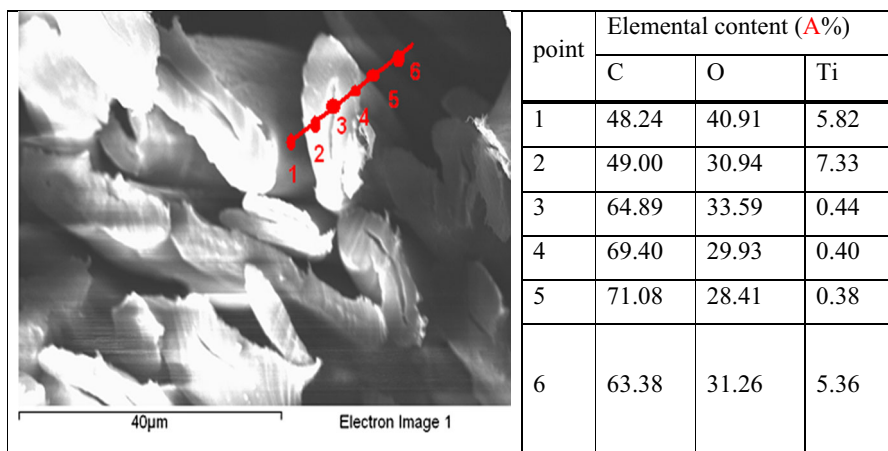 1
2
3
4
5
6
40μm
Electron Image 1
point
Elemental content (A%)
C O Ti
1 48.24 40.91 5.82
2 49.00 30.94 7.33
3 64.89 33.59 0.44
4 69.40 29.93 0.40
5 71.08 28.41 0.38
6 63.38 31.26 5.36